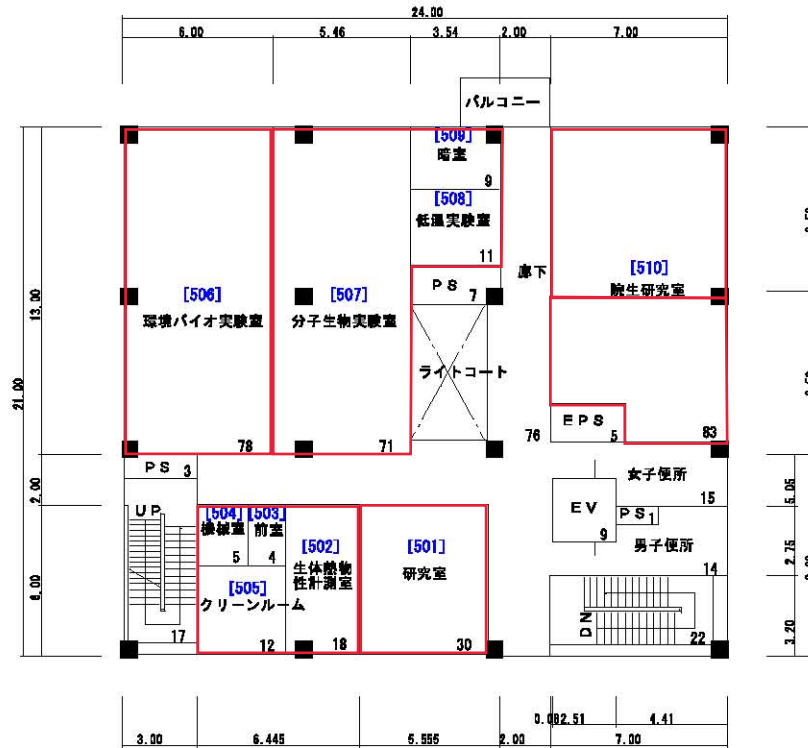 24.00
6.00
5.46
3.54
2.00
7.00
バルコニー
[509]
暗室
9
[508]
低温実験室
11
[506]
環境バイオ実験室
78
[507]
分子生物実験室
71
PS
7
ライトコート
廊下
76
[510]
院生研究室
83
EPS
5
13.00
21.00
2.00
6.00
PS 3
UP
17
[504]
機械室
5
[503]
前室
4
[502]
生体熱物
性計測室
18
[505]
クリーンルーム
12
[501]
研究室
30
女子便所
15
EV
9
PS 1
男子便所
14
DN
22
5.05
2.75
3.20
3.00
6.445
5.555
2.00
2.51
4.41
7.00